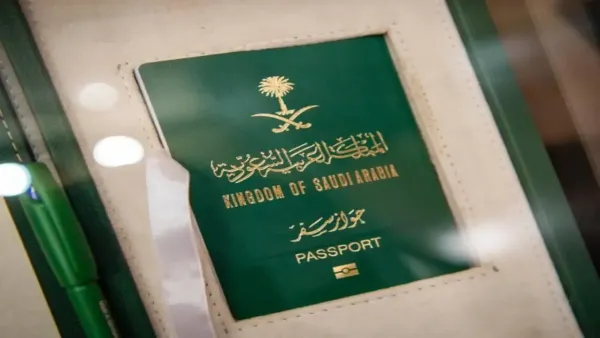 المملكة العربية السعودية
KINGDOM OF SAUDI ARABIA
جواز سفر
PASSPORT